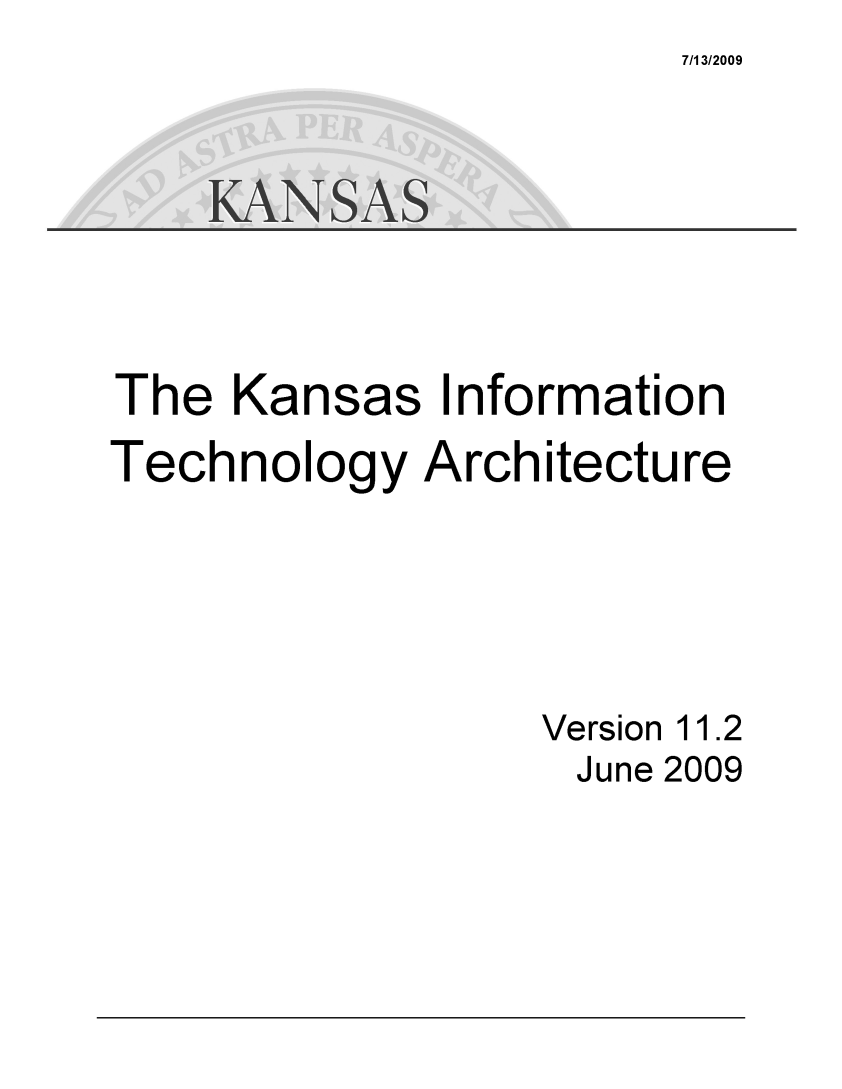 7/13/2009
AD ASTRA PER ASPERA
KANSAS
The Kansas Information
Technology Architecture
Version 11.2
June 2009